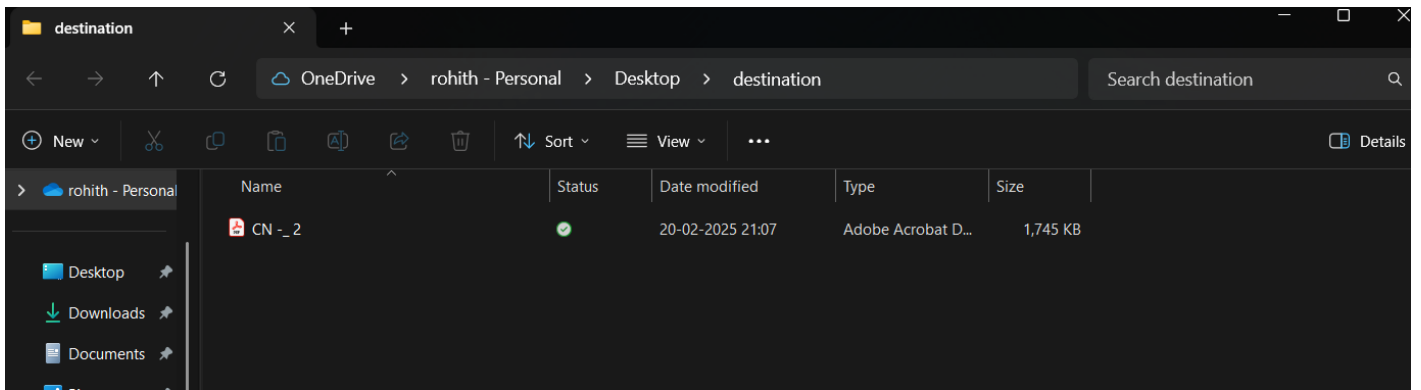 destination
OneDrive > rohith - Personal > Desktop > destination Search destination
New Sort View ... Details
rohith - Personal Name Status Date modified Type Size
CN -_ 2 20-02-2025 21:07 Adobe Acrobat D... 1,745 KB
Desktop
Downloads
Documents